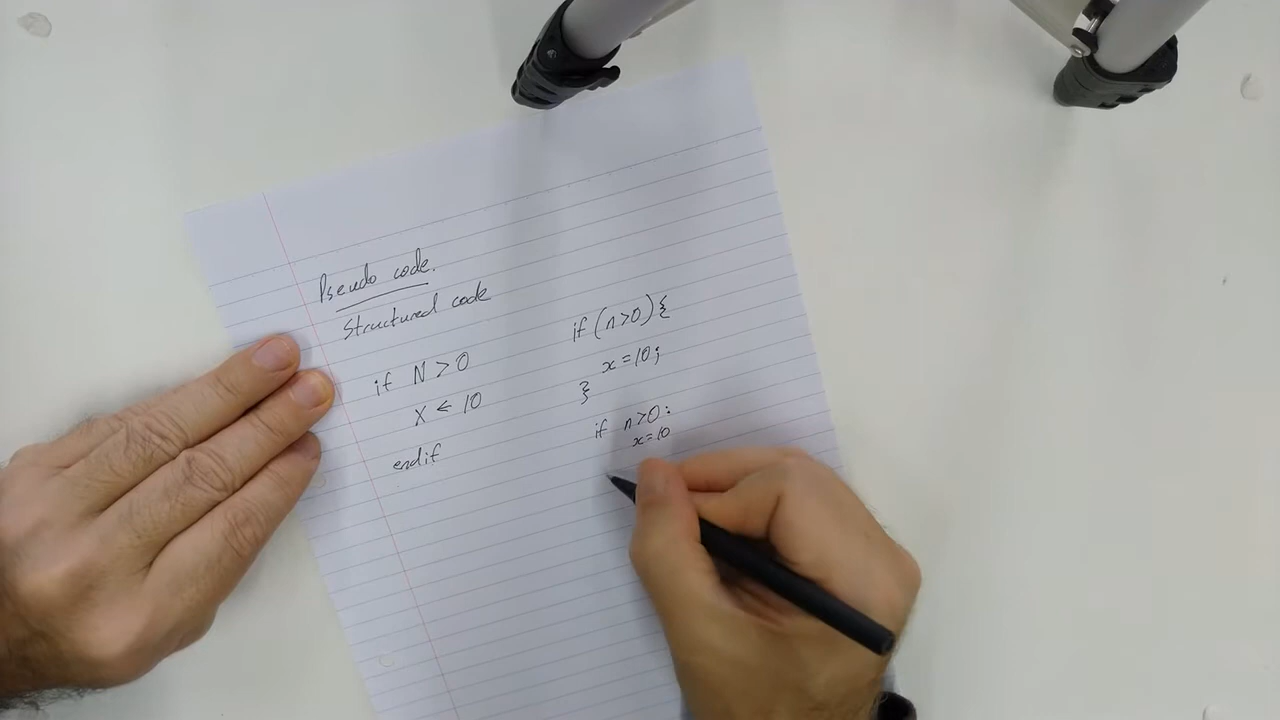 Pseudo code.
Structured code
if N > 0
X ← 10
endif
if (n>0) {
x=10;
}
if n>0:
x=10